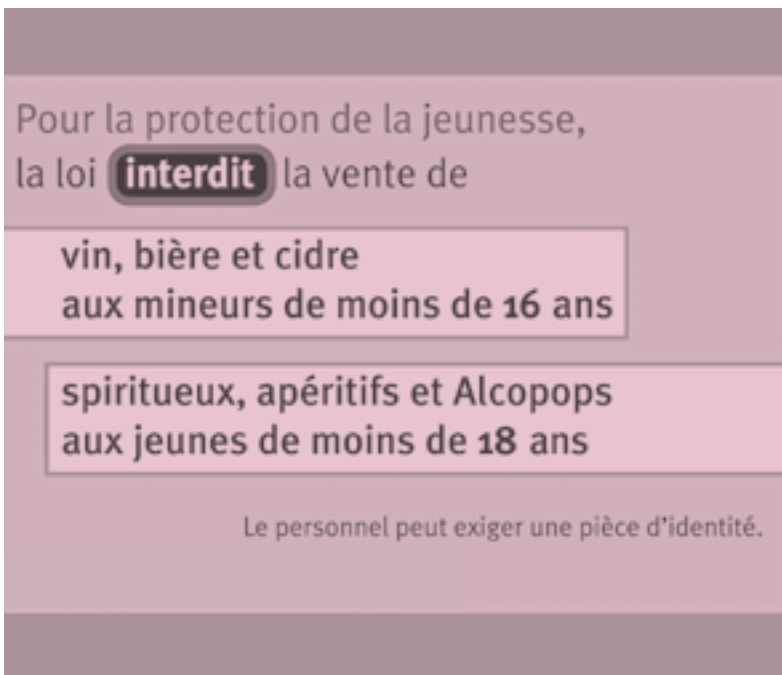 Pour la protection de la jeunesse,
la loi interdit la vente de
vin, bière et cidre
aux mineurs de moins de 16 ans
spiritueux, apéritifs et Alcopops
aux jeunes de moins de 18 ans
Le personnel peut exiger une pièce d'identité.